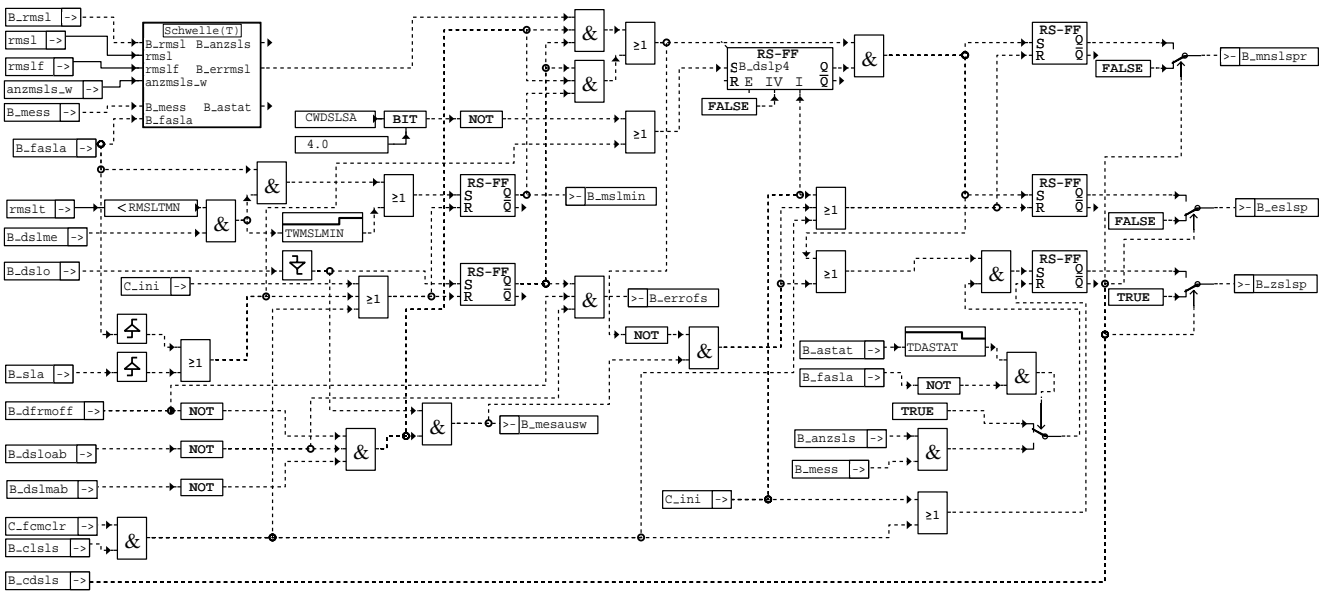 B_rmsl ->
rmsl ->
rmslf ->
anzmsls_w ->
B_mess ->
B_fasla ->
Schwelle(T)
B_rmsl B_anzsls
rmsl
rmslf B_errmsl
anzmsls_w
B_mess B_astat
B_fasla
&
&
≥1
CWDSLSA
BIT
NOT
4.0
≥1
RS-FF
S B_dslp4 Q
R E IV I Q
FALSE
&
RS-FF
S Q
R Q
FALSE
>- B_mnslspr
rmslt ->
<RMSLTMN
B_dslme ->
&
&
TWMSLMIN
≥1
RS-FF
S Q
R Q
>- B_mslmin
≥1
RS-FF
S Q
R Q
FALSE
>- B_eslsp
B_dslo ->
C_ini ->
≥1
RS-FF
S Q
R Q
&
>- B_errofs
≥1
&
RS-FF
S Q
R Q
TRUE
>- B_zslsp
B_sla ->
≥1
NOT
&
B_astat ->
TDASTAT
B_fasla ->
NOT
&
B_dfrmoff ->
NOT
&
>- B_mesausw
TRUE
B_dsloab ->
NOT
&
B_anzsls ->
B_mess ->
&
B_dslmab ->
NOT
C_ini ->
≥1
C_fcmclr ->
B_clsls ->
&
B_cdsls ->